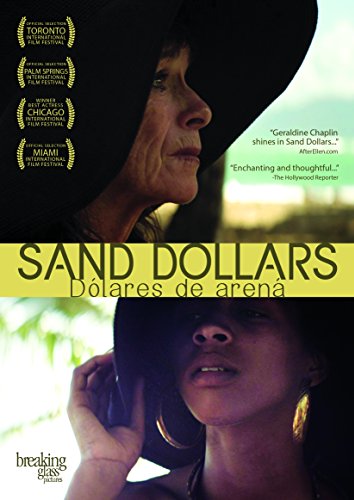 OFFICIAL SELECTION
TORONTO
INTERNATIONAL
FILM FESTIVAL
OFFICIAL SELECTION
PALM SPRINGS
INTERNATIONAL
FILM FESTIVAL
WINNER
BEST ACTRESS
CHICAGO
INTERNATIONAL
FILM FESTIVAL
OFFICIAL SELECTION
MIAMI
INTERNATIONAL
FILM FESTIVAL
"Geraldine Chaplin
shines in Sand Dollars..."
AfterEllen.com
"Enchanting and thoughtful..."
-The Hollywood Reporter
SAND DOLLARS
Dólares de arena
breaking
glass
pictures